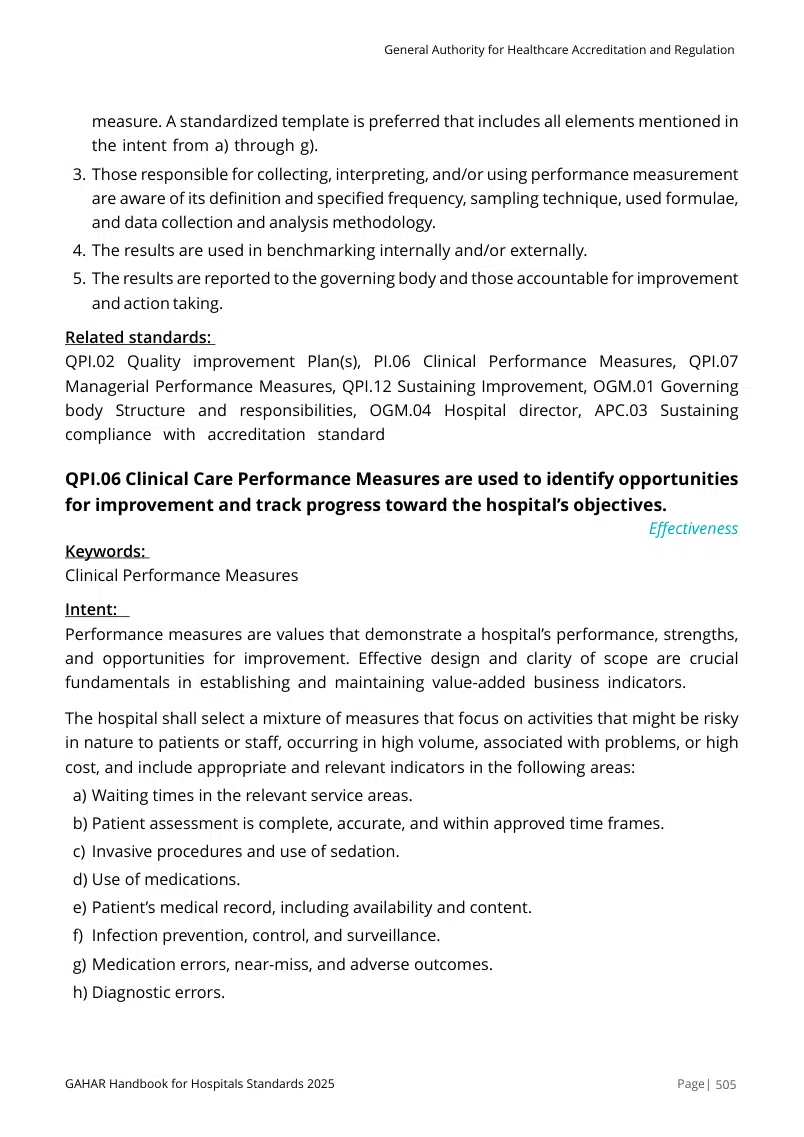 General Authority for Healthcare Accreditation and Regulation
measure. A standardized template is preferred that includes all elements mentioned in
the intent from a) through g).
3. Those responsible for collecting, interpreting, and/or using performance measurement
are aware of its definition and specified frequency, sampling technique, used formulae,
and data collection and analysis methodology.
4. The results are used in benchmarking internally and/or externally.
5. The results are reported to the governing body and those accountable for improvement
and action taking.
Related standards:
QPI.02 Quality improvement Plan(s), PI.06 Clinical Performance Measures, QPI.07
Managerial Performance Measures, QPI.12 Sustaining Improvement, OGM.01 Governing
body Structure and responsibilities, OGM.04 Hospital director, APC.03 Sustaining
compliance with accreditation standard
QPI.06 Clinical Care Performance Measures are used to identify opportunities
for improvement and track progress toward the hospital’s objectives.
Effectiveness
Keywords:
Clinical Performance Measures
Intent:
Performance measures are values that demonstrate a hospital’s performance, strengths,
and opportunities for improvement. Effective design and clarity of scope are crucial
fundamentals in establishing and maintaining value-added business indicators.
The hospital shall select a mixture of measures that focus on activities that might be risky
in nature to patients or staff, occurring in high volume, associated with problems, or high
cost, and include appropriate and relevant indicators in the following areas:
a) Waiting times in the relevant service areas.
b) Patient assessment is complete, accurate, and within approved time frames.
c) Invasive procedures and use of sedation.
d) Use of medications.
e) Patient’s medical record, including availability and content.
f) Infection prevention, control, and surveillance.
g) Medication errors, near-miss, and adverse outcomes.
h) Diagnostic errors.
GAHAR Handbook for Hospitals Standards 2025
Page| 505